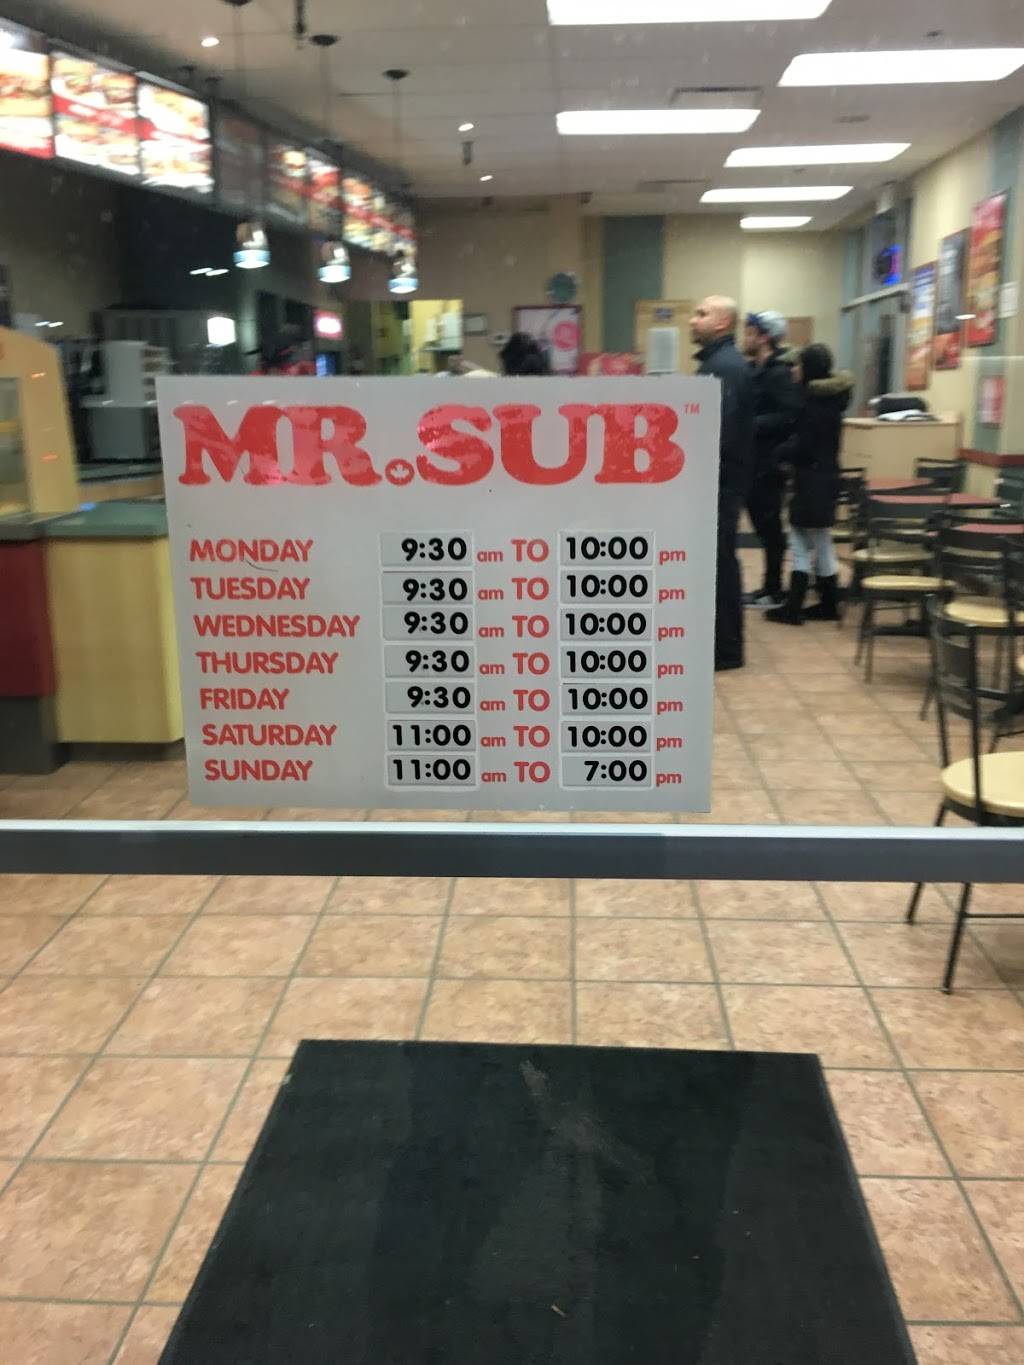 MR.SUB™
MONDAY 9:30 am TO 10:00 pm
TUESDAY 9:30 am TO 10:00 pm
WEDNESDAY 9:30 am TO 10:00 pm
THURSDAY 9:30 am TO 10:00 pm
FRIDAY 9:30 am TO 10:00 pm
SATURDAY 11:00 am TO 10:00 pm
SUNDAY 11:00 am TO 7:00 pm